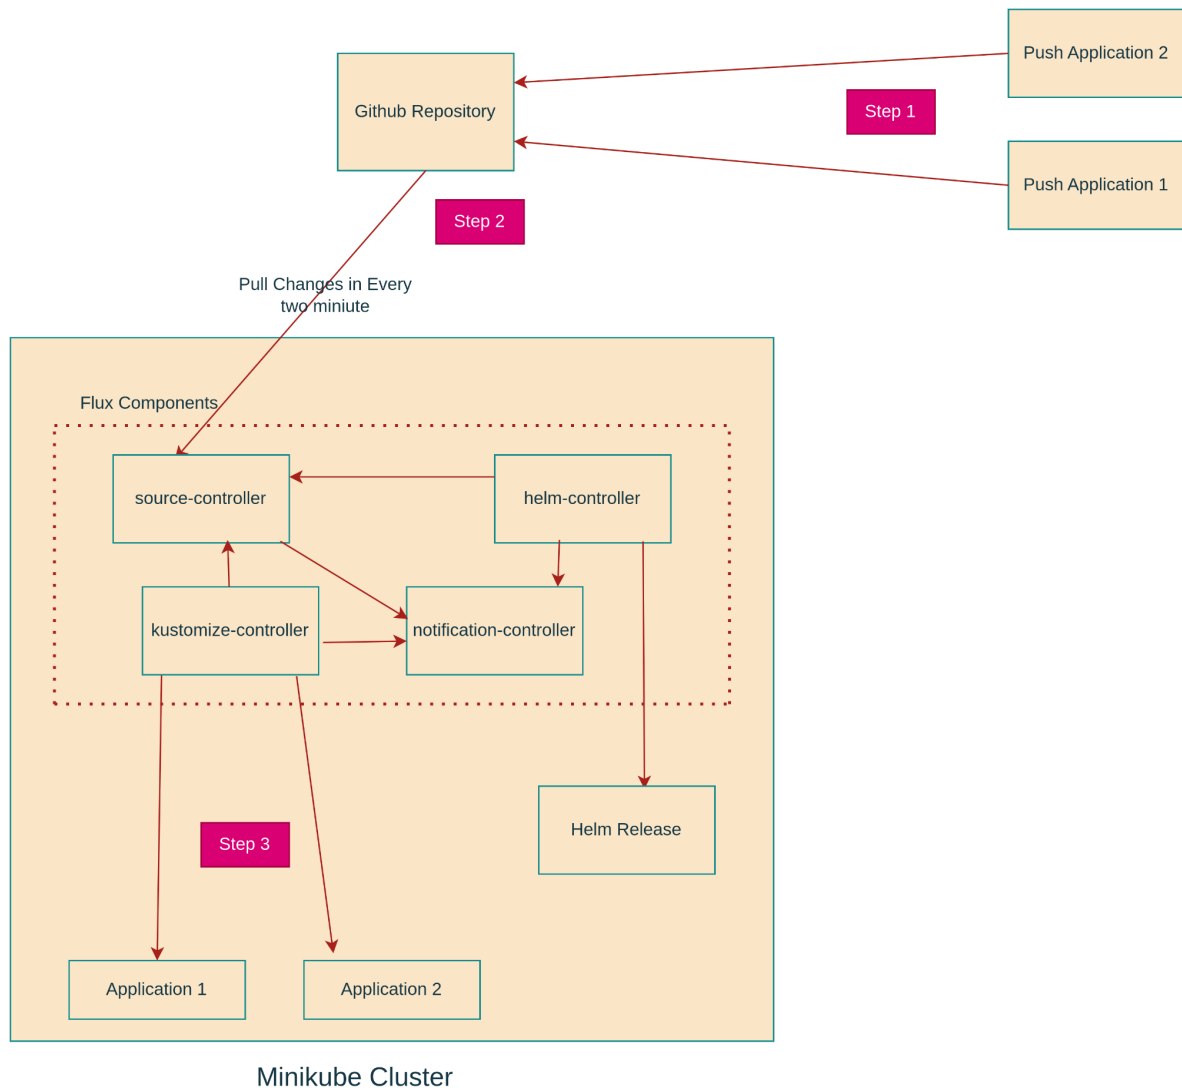 Push Application 2
Github Repository
Step 1
Push Application 1
Step 2
Pull Changes in Every
two miniute
Flux Components
source-controller
helm-controller
kustomize-controller
notification-controller
Helm Release
Step 3
Application 1
Application 2
Minikube Cluster